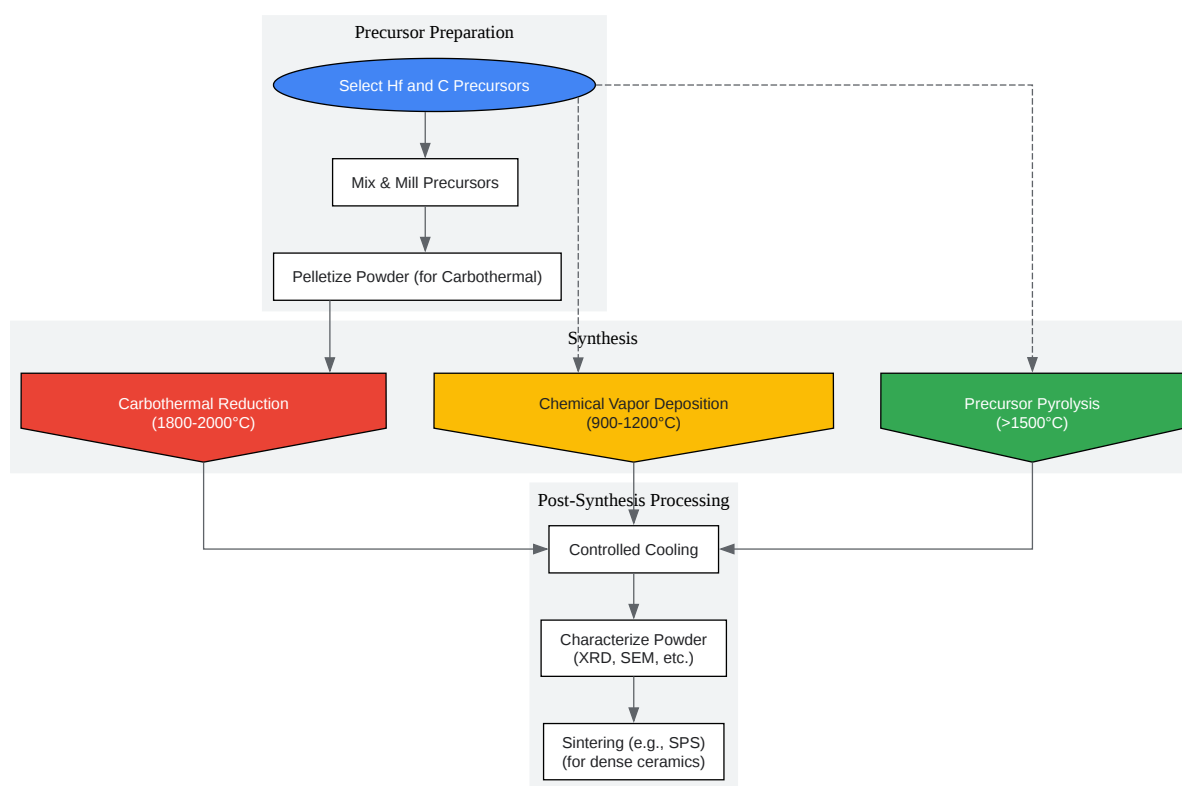 Precursor Preparation
Select Hf and C Precursors
Mix & Mill Precursors
Pelletize Powder (for Carbothermal)
Synthesis
Carbothermal Reduction
(1800-2000°C)
Chemical Vapor Deposition
(900-1200°C)
Precursor Pyrolysis
(>1500°C)
Post-Synthesis Processing
Controlled Cooling
Characterize Powder
(XRD, SEM, etc.)
Sintering (e.g., SPS)
(for dense ceramics)